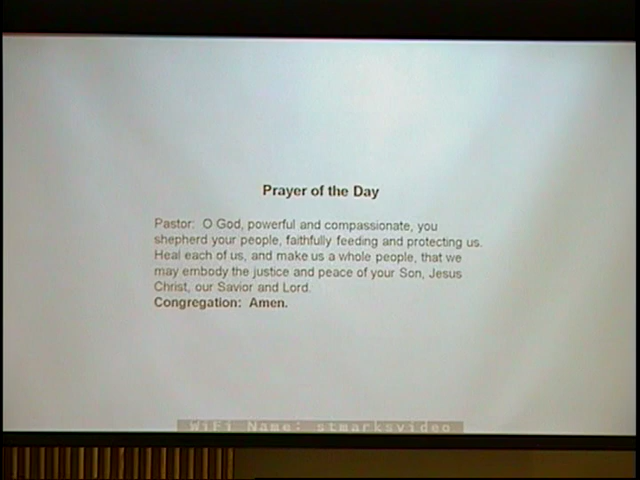 Prayer of the Day
Pastor: O God, powerful and compassionate, you
shepherd your people, faithfully feeding and protecting us.
Heal each of us, and make us a whole people, that we
may embody the justice and peace of your Son, Jesus
Christ, our Savior and Lord.
Congregation: Amen.
WiFi Name: stmarksvideo